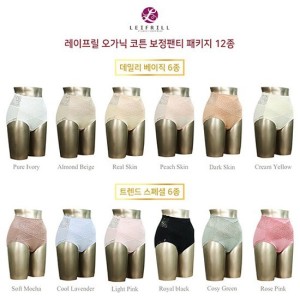 LEIFRILL
레이프릴 오가닉 코튼 보정팬티 패키지 12종
데일리 베이직 6종
Pure Ivory Almond Beige Real Skin Peach Skin Dark Skin Cream Yellow
트렌드 스페셜 6종
Soft Mocha Cool Lavender Light Pink Royal black Cosy Green Rose Pink